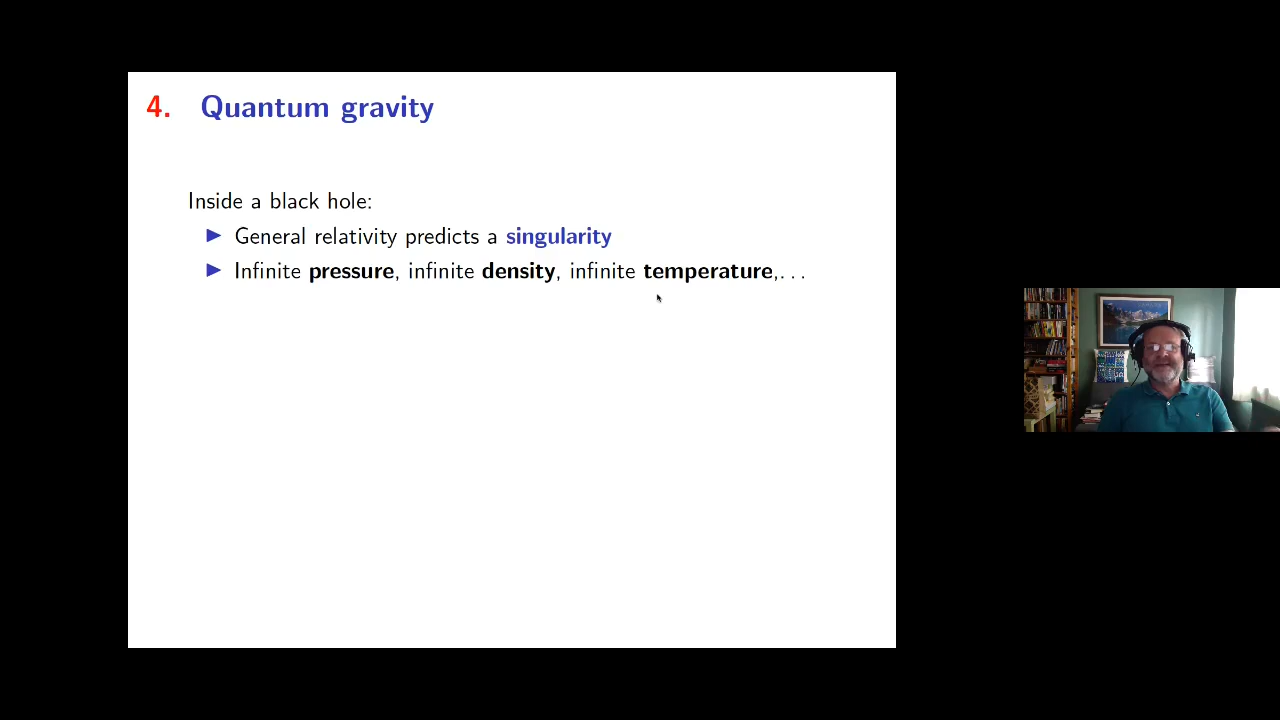 4. Quantum gravity
Inside a black hole:
▶ General relativity predicts a singularity
▶ Infinite pressure, infinite density, infinite temperature,...